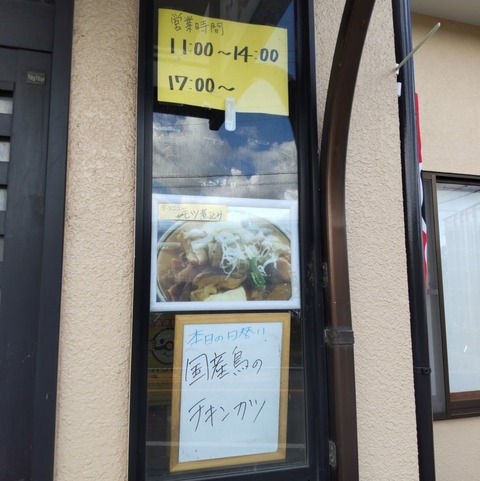 営業時間
11:00〜14:00
17:00〜
モツ煮込み
本日の日替り!
国産鳥の
チキンカツ